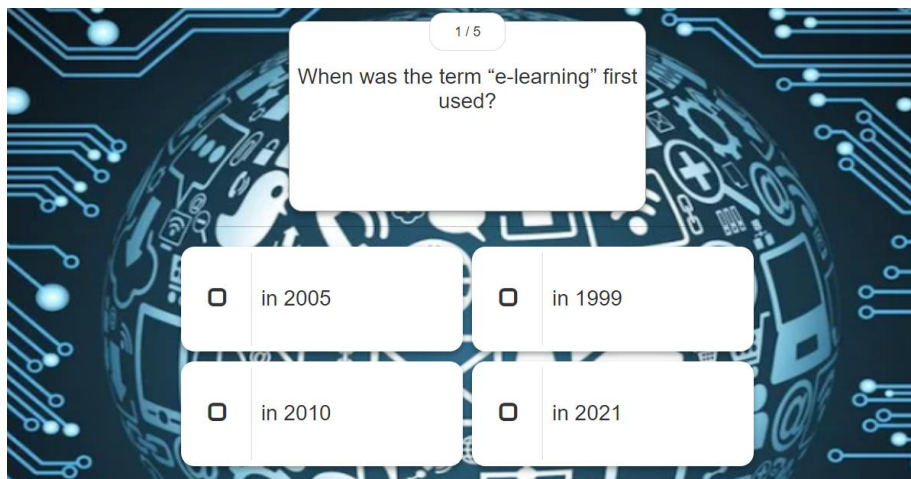 1 / 5
When was the term “e-learning” first
used?
in 2005
in 1999
in 2010
in 2021